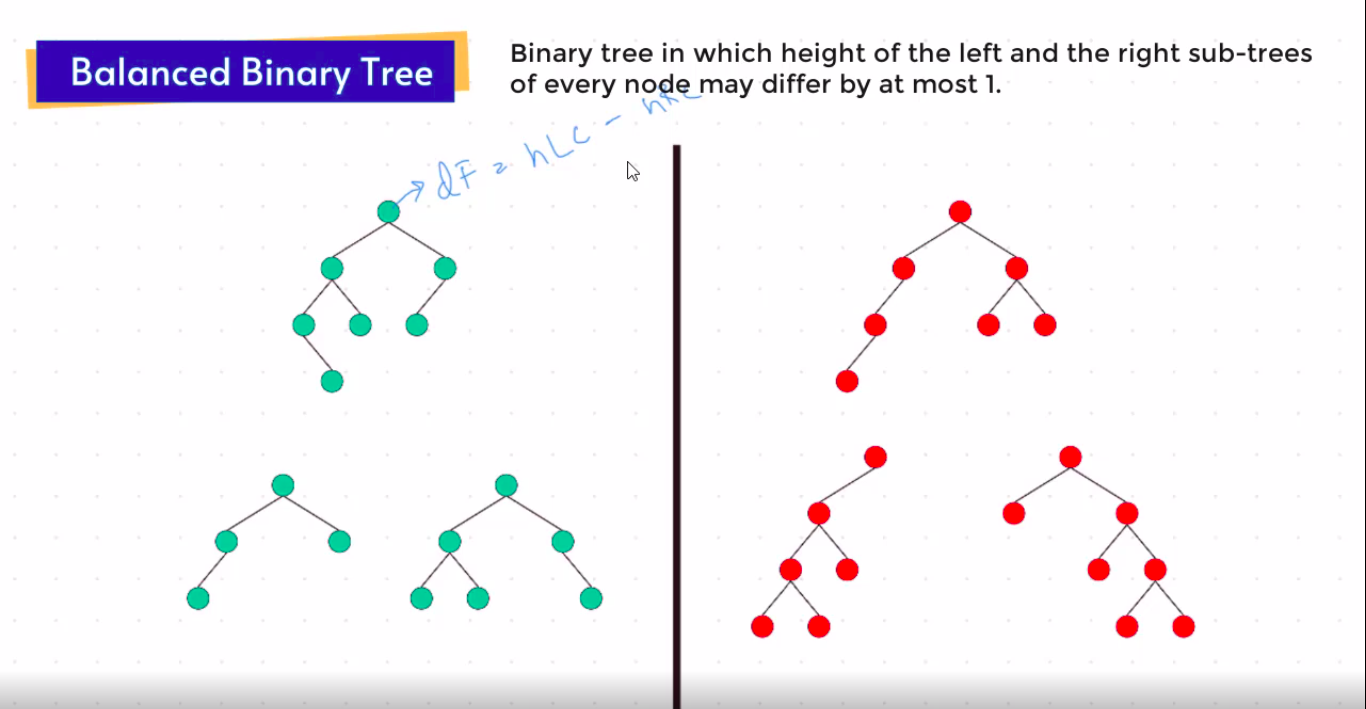 Balanced Binary Tree
Binary tree in which height of the left and the right sub-trees
of every node may differ by at most 1.
dF = hLC - hRC